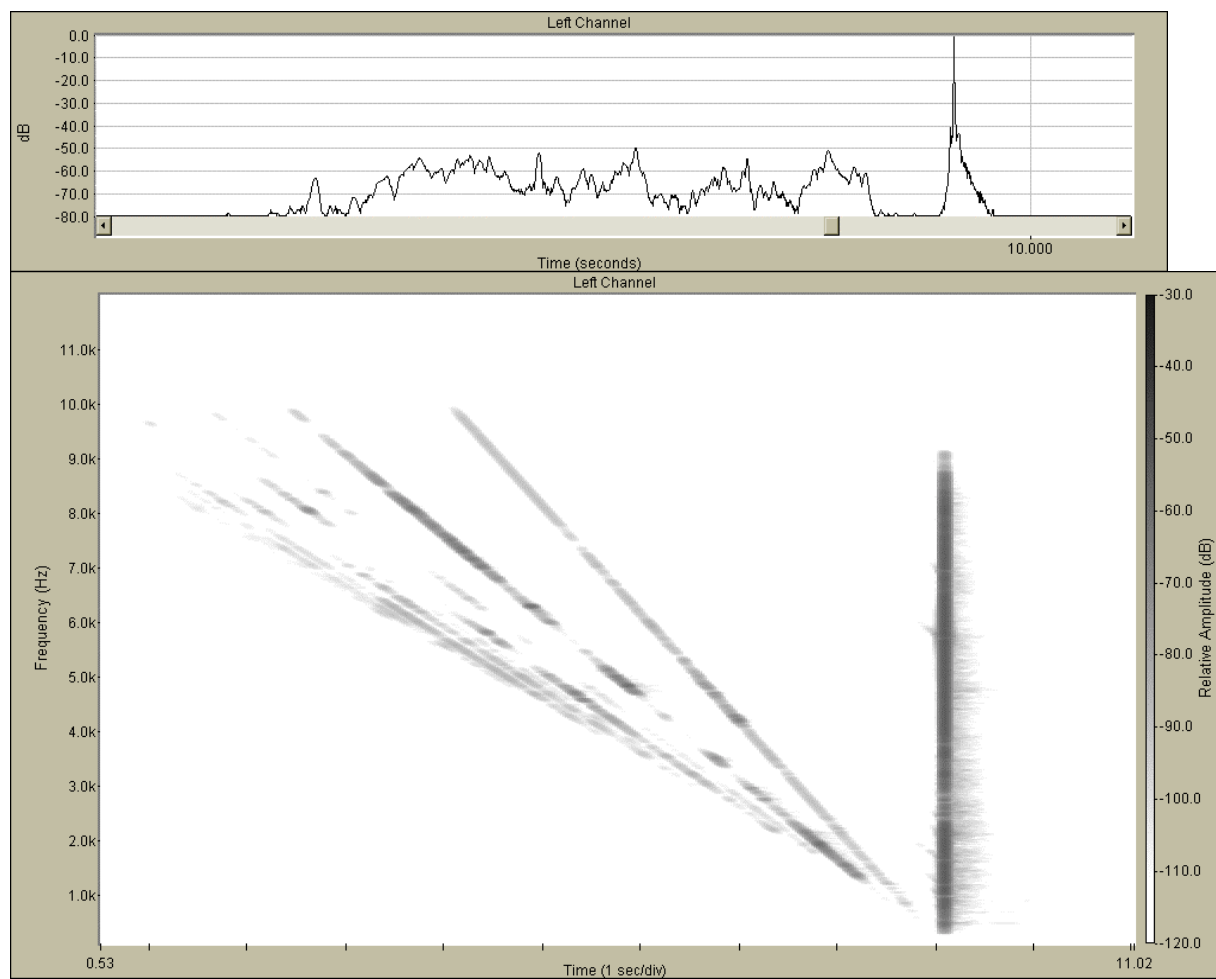 Left Channel
0.0
-10.0
-20.0
-30.0
-40.0
-50.0
-60.0
-70.0
-80.0
dB
10.000
Time (seconds)
Left Channel
11.0k
10.0k
9.0k
8.0k
7.0k
6.0k
5.0k
4.0k
3.0k
2.0k
1.0k
Frequency (Hz)
0.53
Time (1 sec/div)
11.02
-30.0
-40.0
-50.0
-60.0
-70.0
-80.0
-90.0
-100.0
-110.0
-120.0
Relative Amplitude (dB)